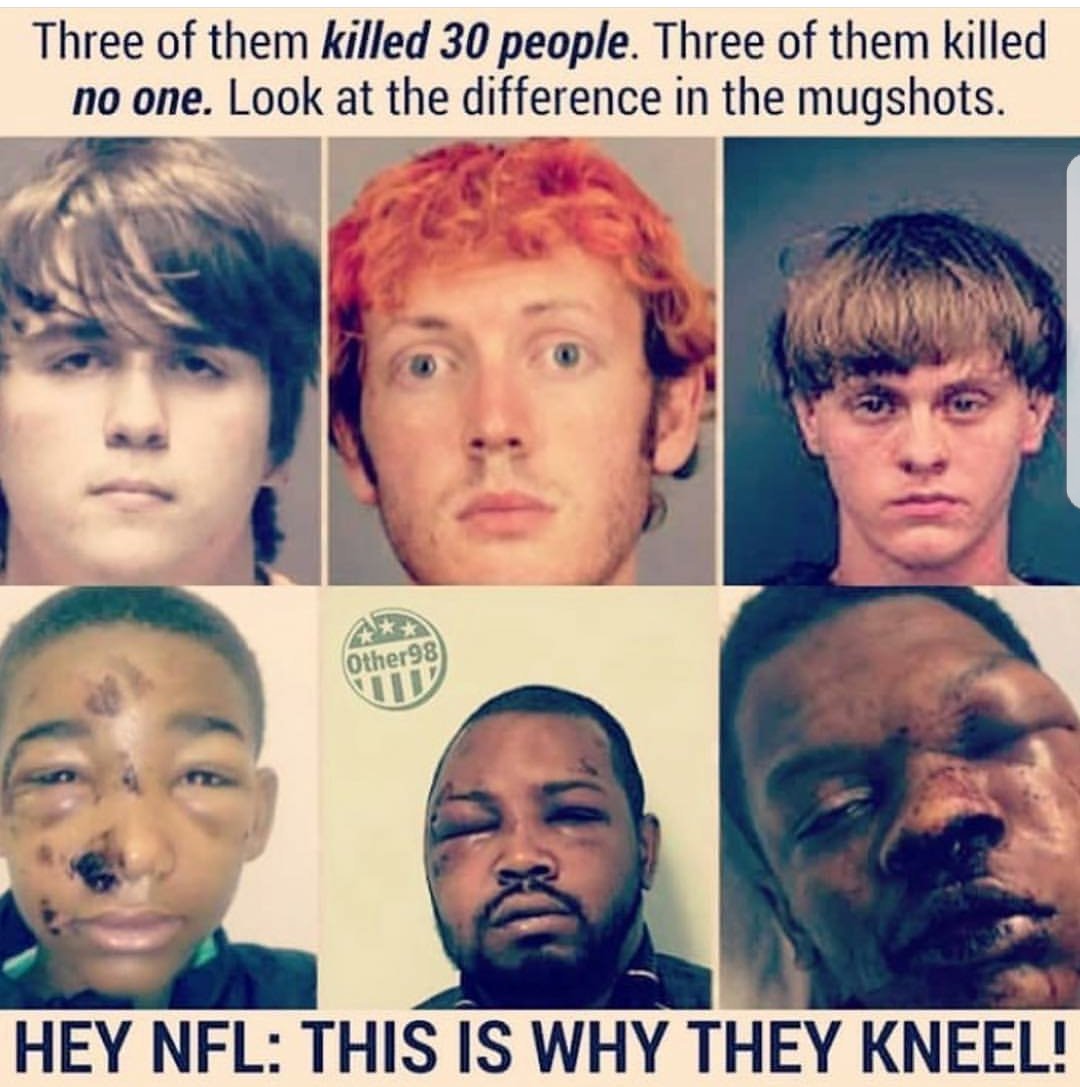 Three of them killed 30 people. Three of them killed
no one. Look at the difference in the mugshots.
Other98
HEY NFL: THIS IS WHY THEY KNEEL!